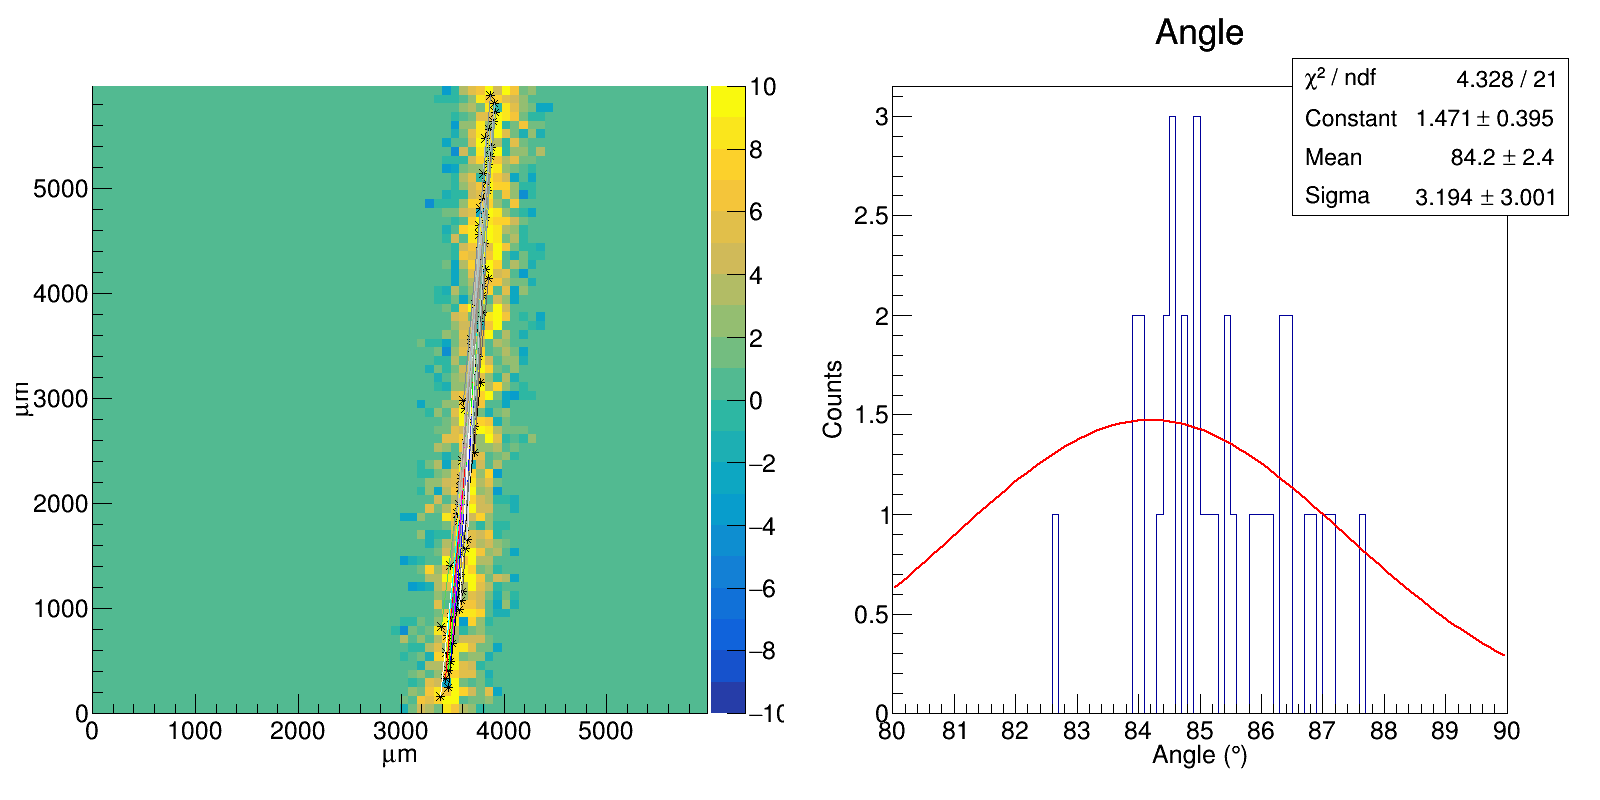 Angle
χ² / ndf 4.328 / 21
Constant 1.471 ± 0.395
Mean 84.2 ± 2.4
Sigma 3.194 ± 3.001
10
8
6
4
2
0
−2
−4
−6
−8
−10
5000
4000
3000
2000
1000
0
μm
0 1000 2000 3000 4000 5000
μm
3
2.5
2
1.5
1
0.5
0
Counts
80 81 82 83 84 85 86 87 88 89 90
Angle (°)